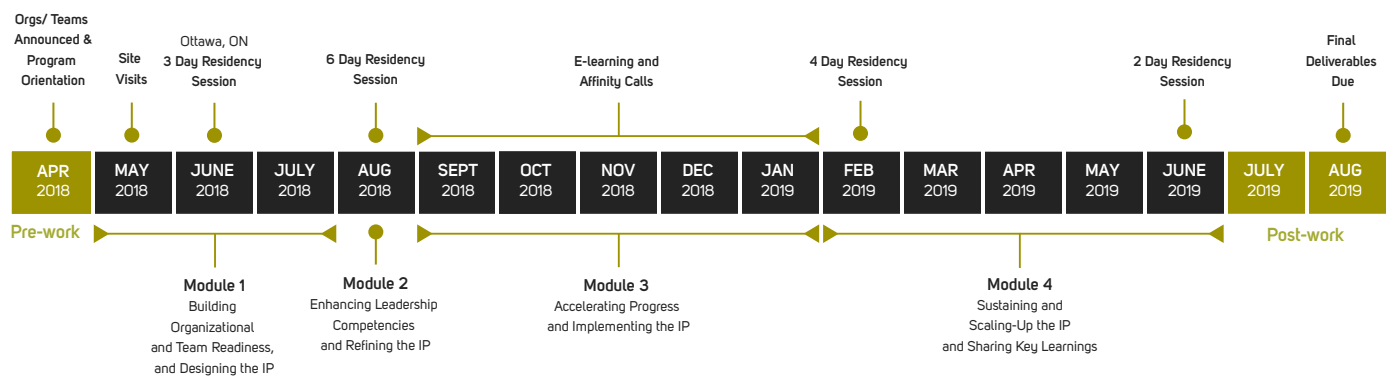 Orgs/ Teams
Announced &
Program
Orientation
Site
Visits
Ottawa, ON
3 Day Residency
Session
6 Day Residency
Session
E-learning and
Affinity Calls
4 Day Residency
Session
2 Day Residency
Session
Final
Deliverables
Due
APR
2018
MAY
2018
JUNE
2018
JULY
2018
AUG
2018
SEPT
2018
OCT
2018
NOV
2018
DEC
2018
JAN
2019
FEB
2019
MAR
2019
APR
2019
MAY
2019
JUNE
2019
JULY
2019
AUG
2019
Pre-work
Post-work
Module 1
Building
Organizational
and Team Readiness,
and Designing the IP
Module 2
Enhancing Leadership
Competencies
and Refining the IP
Module 3
Accelerating Progress
and Implementing the IP
Module 4
Sustaining and
Scaling-Up the IP
and Sharing Key Learnings